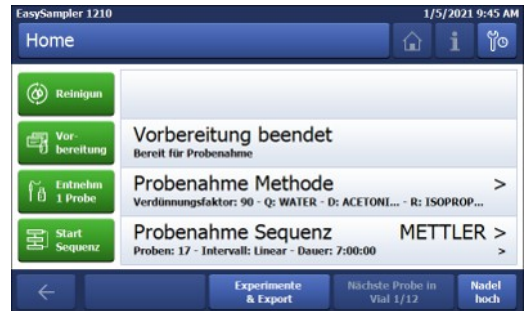 EasySampler 1210 1/5/2021 9:45 AM
Home
Reinigun
Vor-
bereitung
Vorbereitung beendet
Bereit für Probenahme
Entnehm
1 Probe
Probenahme Methode >
Verdünnungsfaktor: 90 - Q: WATER - D: ACETONI... - R: ISOPROP...
Start
Sequenz
Probenahme Sequenz METTLER >
Proben: 17 - Intervall: Linear - Dauer: 7:00:00 >
Experimente
& Export
Nächste Probe in
Vial 1/12
Nadel
hoch